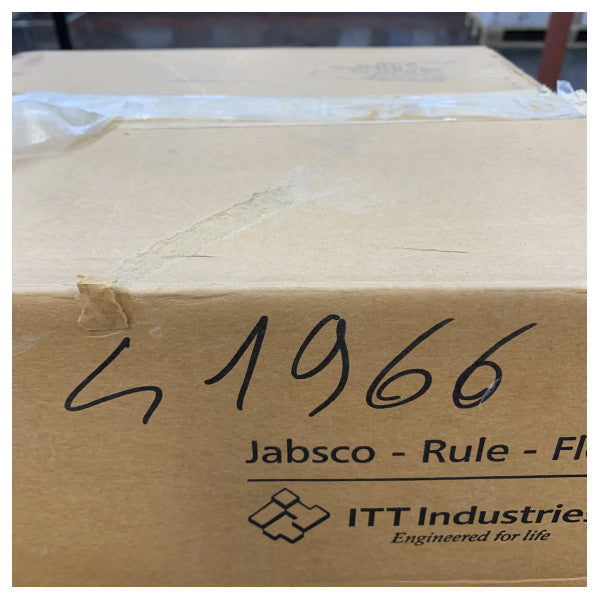 41966
Jabsco - Rule - Fl
ITT Industries
Engineered for life